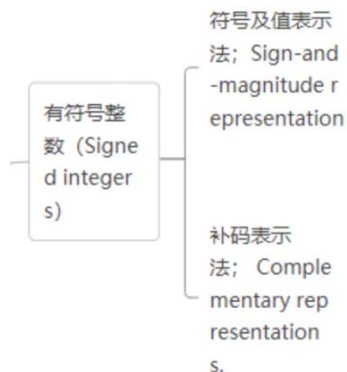 有符号整
数（Signe
d integer
s）
符号及值表示
法；Sign-and
-magnitude r
epresentation
补码表示
法； Comple
mentary rep
resentation
s.